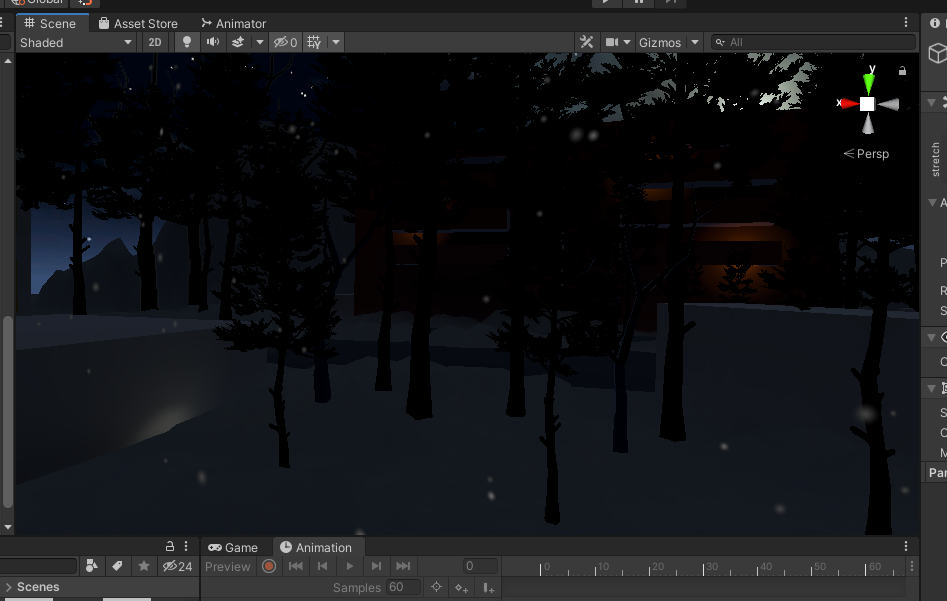 Global
Scene Asset Store Animator
Shaded 2D 0 Gizmos All
y
x
Persp
stretch
Game Animation
24 Preview 0 0 10 20 30 40 50 60
Scenes Samples 60